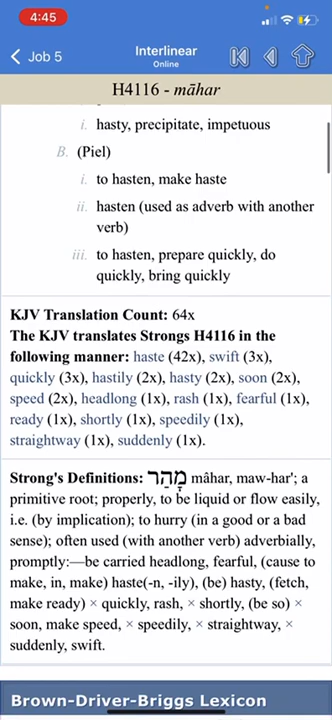 4:45
Job 5
Interlinear
Online
H4116 - māhar
i. hasty, precipitate, impetuous
B. (Piel)
i. to hasten, make haste
ii. hasten (used as adverb with another
verb)
iii. to hasten, prepare quickly, do
quickly, bring quickly
KJV Translation Count: 64x
The KJV translates Strongs H4116 in the
following manner: haste (42x), swift (3x),
quickly (3x), hastily (2x), hasty (2x), soon (2x),
speed (2x), headlong (1x), rash (1x), fearful (1x),
ready (1x), shortly (1x), speedily (1x),
straightway (1x), suddenly (1x).
Strong's Definitions: מָהַר mâhar, maw-har'; a
primitive root; properly, to be liquid or flow easily,
i.e. (by implication); to hurry (in a good or a bad
sense); often used (with another verb) adverbially,
promptly:—be carried headlong, fearful, (cause to
make, in, make) haste(-n, -ily), (be) hasty, (fetch,
make ready) × quickly, rash, × shortly, (be so) ×
soon, make speed, × speedily, × straightway, ×
suddenly, swift.
Brown-Driver-Briggs Lexicon